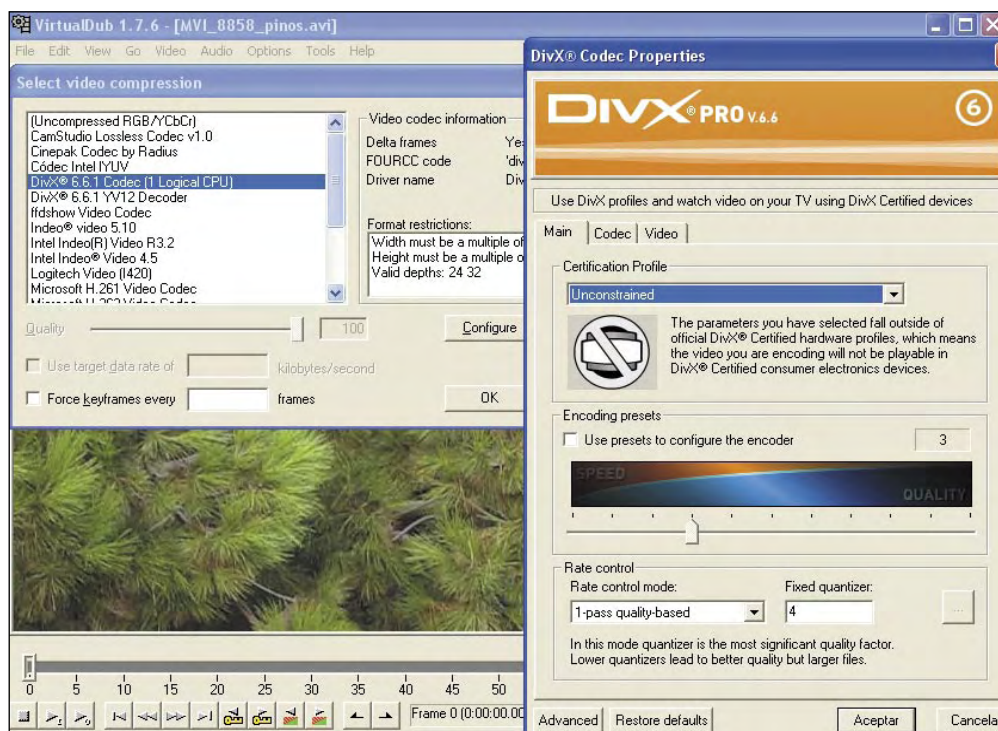 VirtualDub 1.7.6 - [MVI_8858_pinos.avi]
File Edit View Go Video Audio Options Tools Help
Select video compression
(Uncompressed RGB/YCbCr)
CamStudio Lossless Codec v1.0
Cinepak Codec by Radius
Códec Intel IYUV
DivX® 6.6.1 Codec (1 Logical CPU)
DivX® 6.6.1 YV12 Decoder
ffdshow Video Codec
Indeo® video 5.10
Intel Indeo(R) Video R3.2
Intel Indeo® Video 4.5
Logitech Video (I420)
Microsoft H.261 Video Codec
Video codec information
Delta frames Yes
FOURCC code 'div
Driver name Div
Format restrictions:
Width must be a multiple of
Height must be a multiple o
Valid depths: 24 32
Quality 100 Configure
Use target data rate of kilobytes/second
Force keyframes every frames OK
0 5 10 15 20 25 30 35 40 45 50
Frame 0 (0:00:00.00
DivX® Codec Properties
DIVX® PRO V.6.6 6
Use DivX profiles and watch video on your TV using DivX Certified devices
Main Codec Video
Certification Profile
Unconstrained
The parameters you have selected fall outside of
official DivX® Certified hardware profiles, which means
the video you are encoding will not be playable in
DivX® Certified consumer electronics devices.
Encoding presets
Use presets to configure the encoder 3
SPEED
QUALITY
Rate control
Rate control mode: Fixed quantizer:
1-pass quality-based 4 ...
In this mode quantizer is the most significant quality factor.
Lower quantizers lead to better quality but larger files.
Advanced Restore defaults Aceptar Cancela